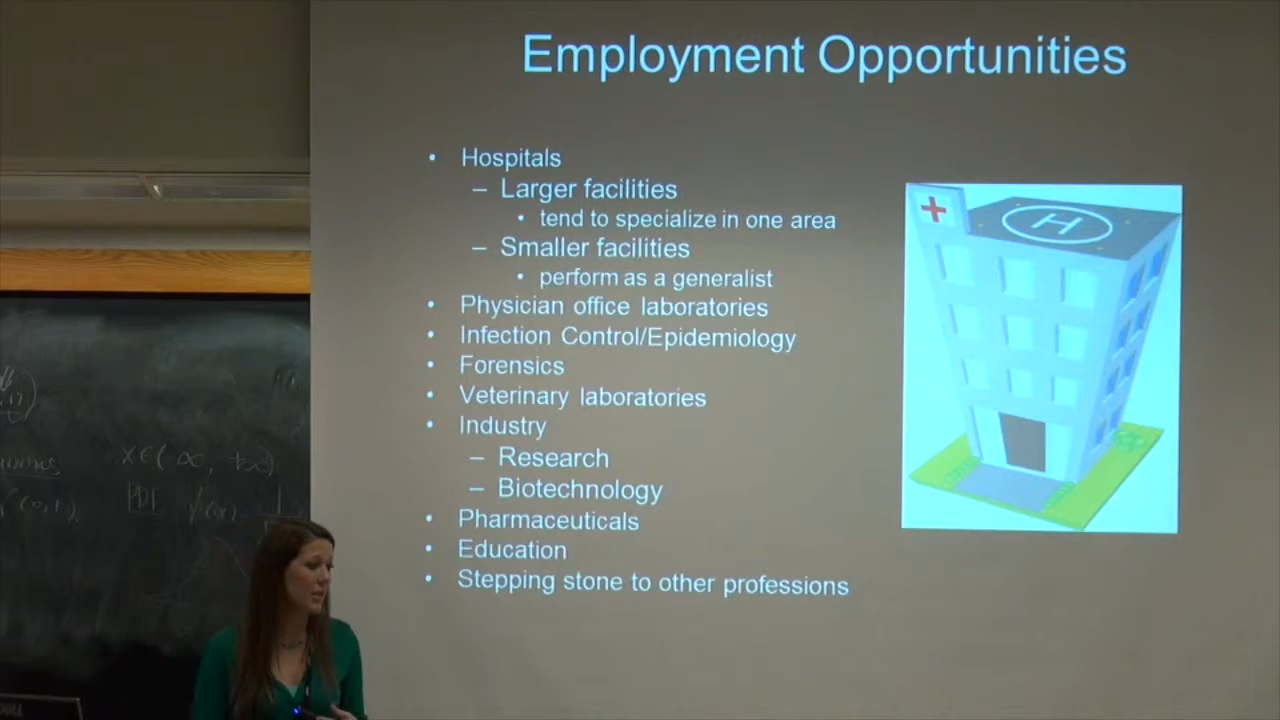 Employment Opportunities
• Hospitals
– Larger facilities
• tend to specialize in one area
– Smaller facilities
• perform as a generalist
• Physician office laboratories
• Infection Control/Epidemiology
• Forensics
• Veterinary laboratories
• Industry
– Research
– Biotechnology
• Pharmaceuticals
• Education
• Stepping stone to other professions
H